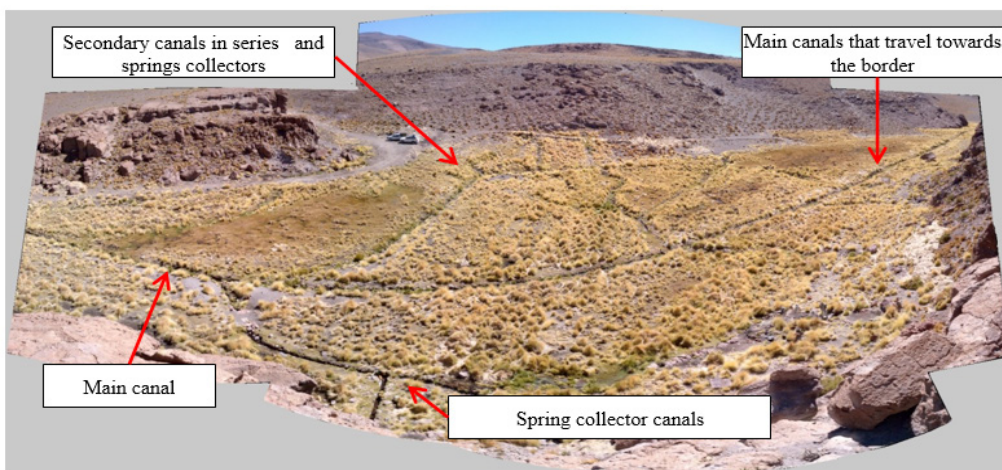 Secondary canals in series and
springs collectors
Main canals that travel towards
the border
Main canal
Spring collector canals